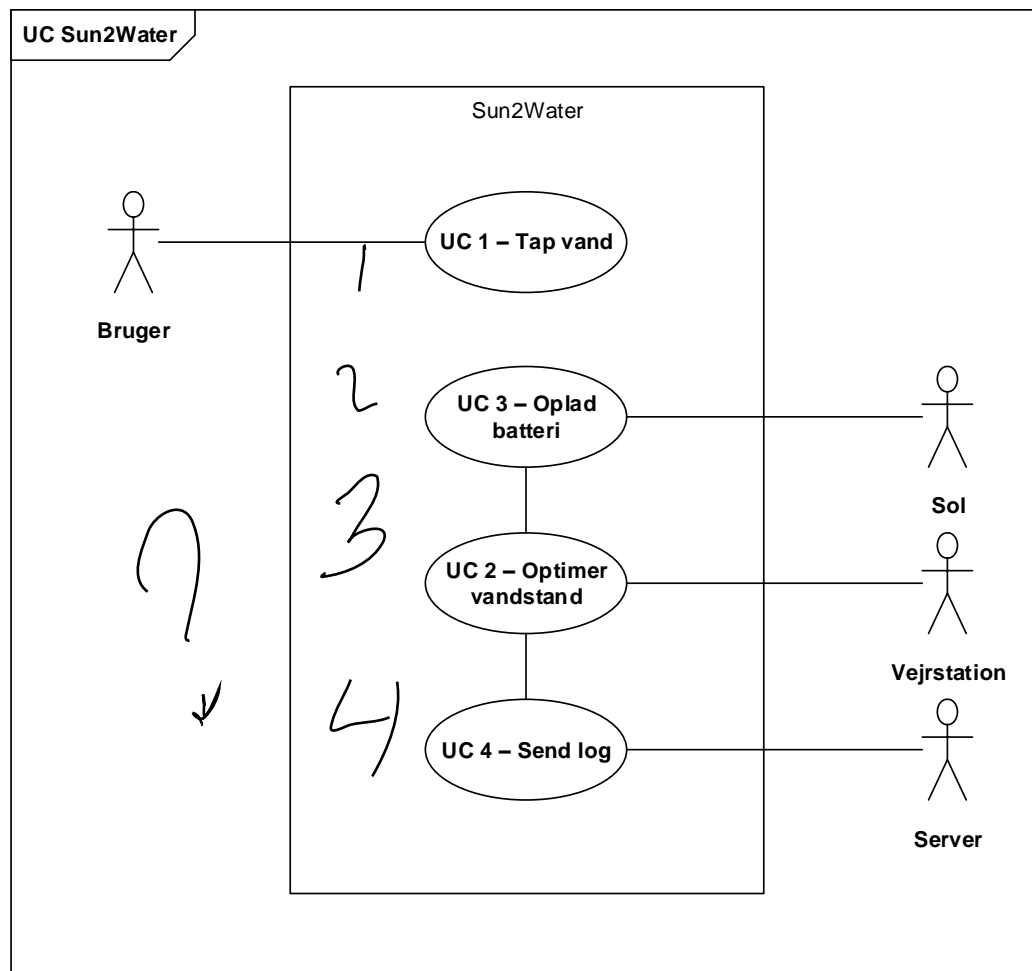 UC Sun2Water
Sun2Water
UC 1 – Tap vand
1
Bruger
2
UC 3 – Oplad
batteri
Sol
3
?
UC 2 – Optimer
vandstand
Vejrstation
4
UC 4 – Send log
Server